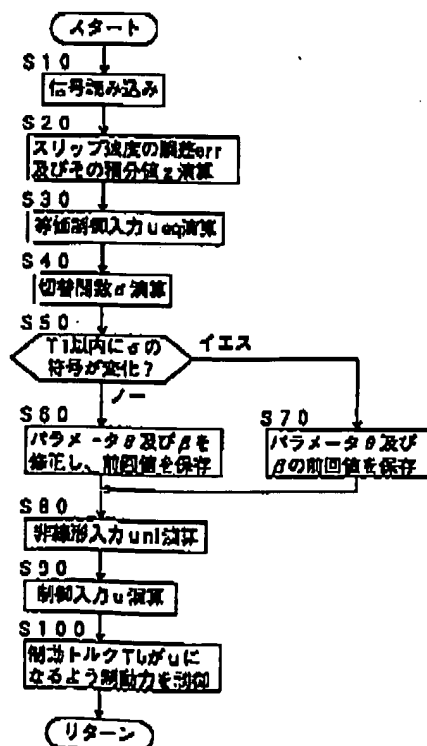 スタート
S10
信号読み込み
S20
スリップ速度の偏差err
及びその積分値z演算
S30
等価制御入力ueq演算
S40
切替関数σ演算
S50
T1以内にσの
符号が変化?
イエス
ノー
S60
パラメータθ及びβを
修正し、前回値を保存
S70
パラメータθ及び
βの前回値を保存
S80
非線形入力unl演算
S90
制御入力u演算
S100
制動トルクTbがuに
なるよう制動力を制御
リターン